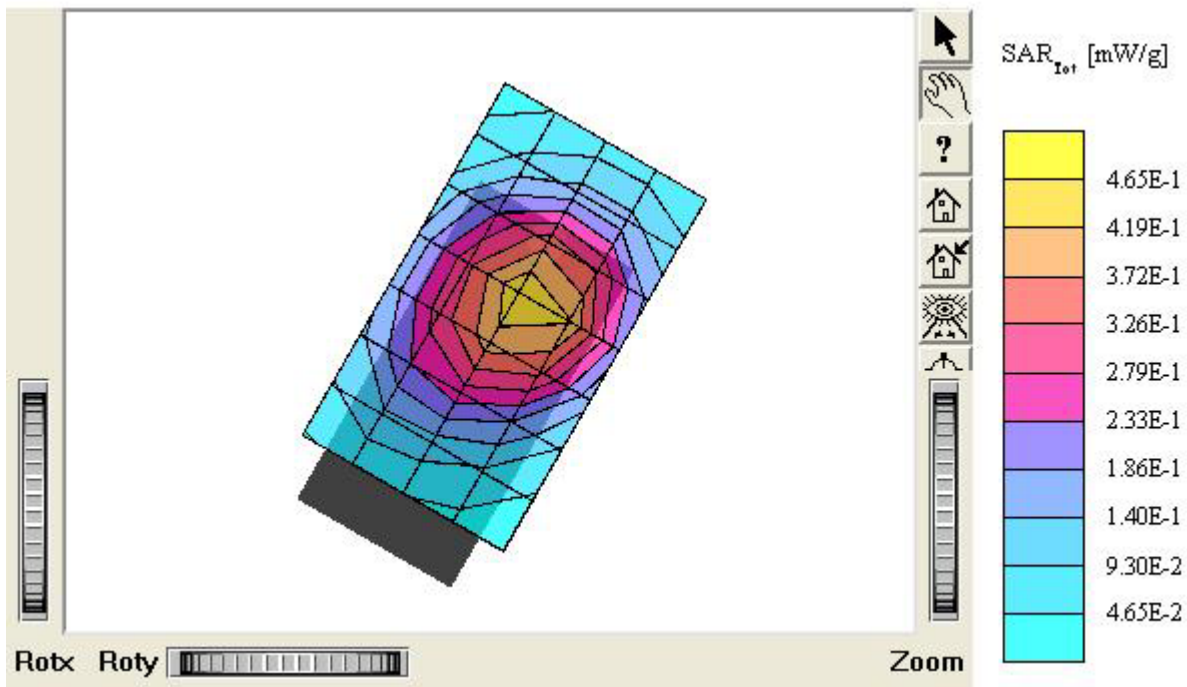 SARTot [mW/g]
?
4.65E-1
4.19E-1
3.72E-1
3.26E-1
2.79E-1
2.33E-1
1.86E-1
1.40E-1
9.30E-2
4.65E-2
Rotx Roty Zoom